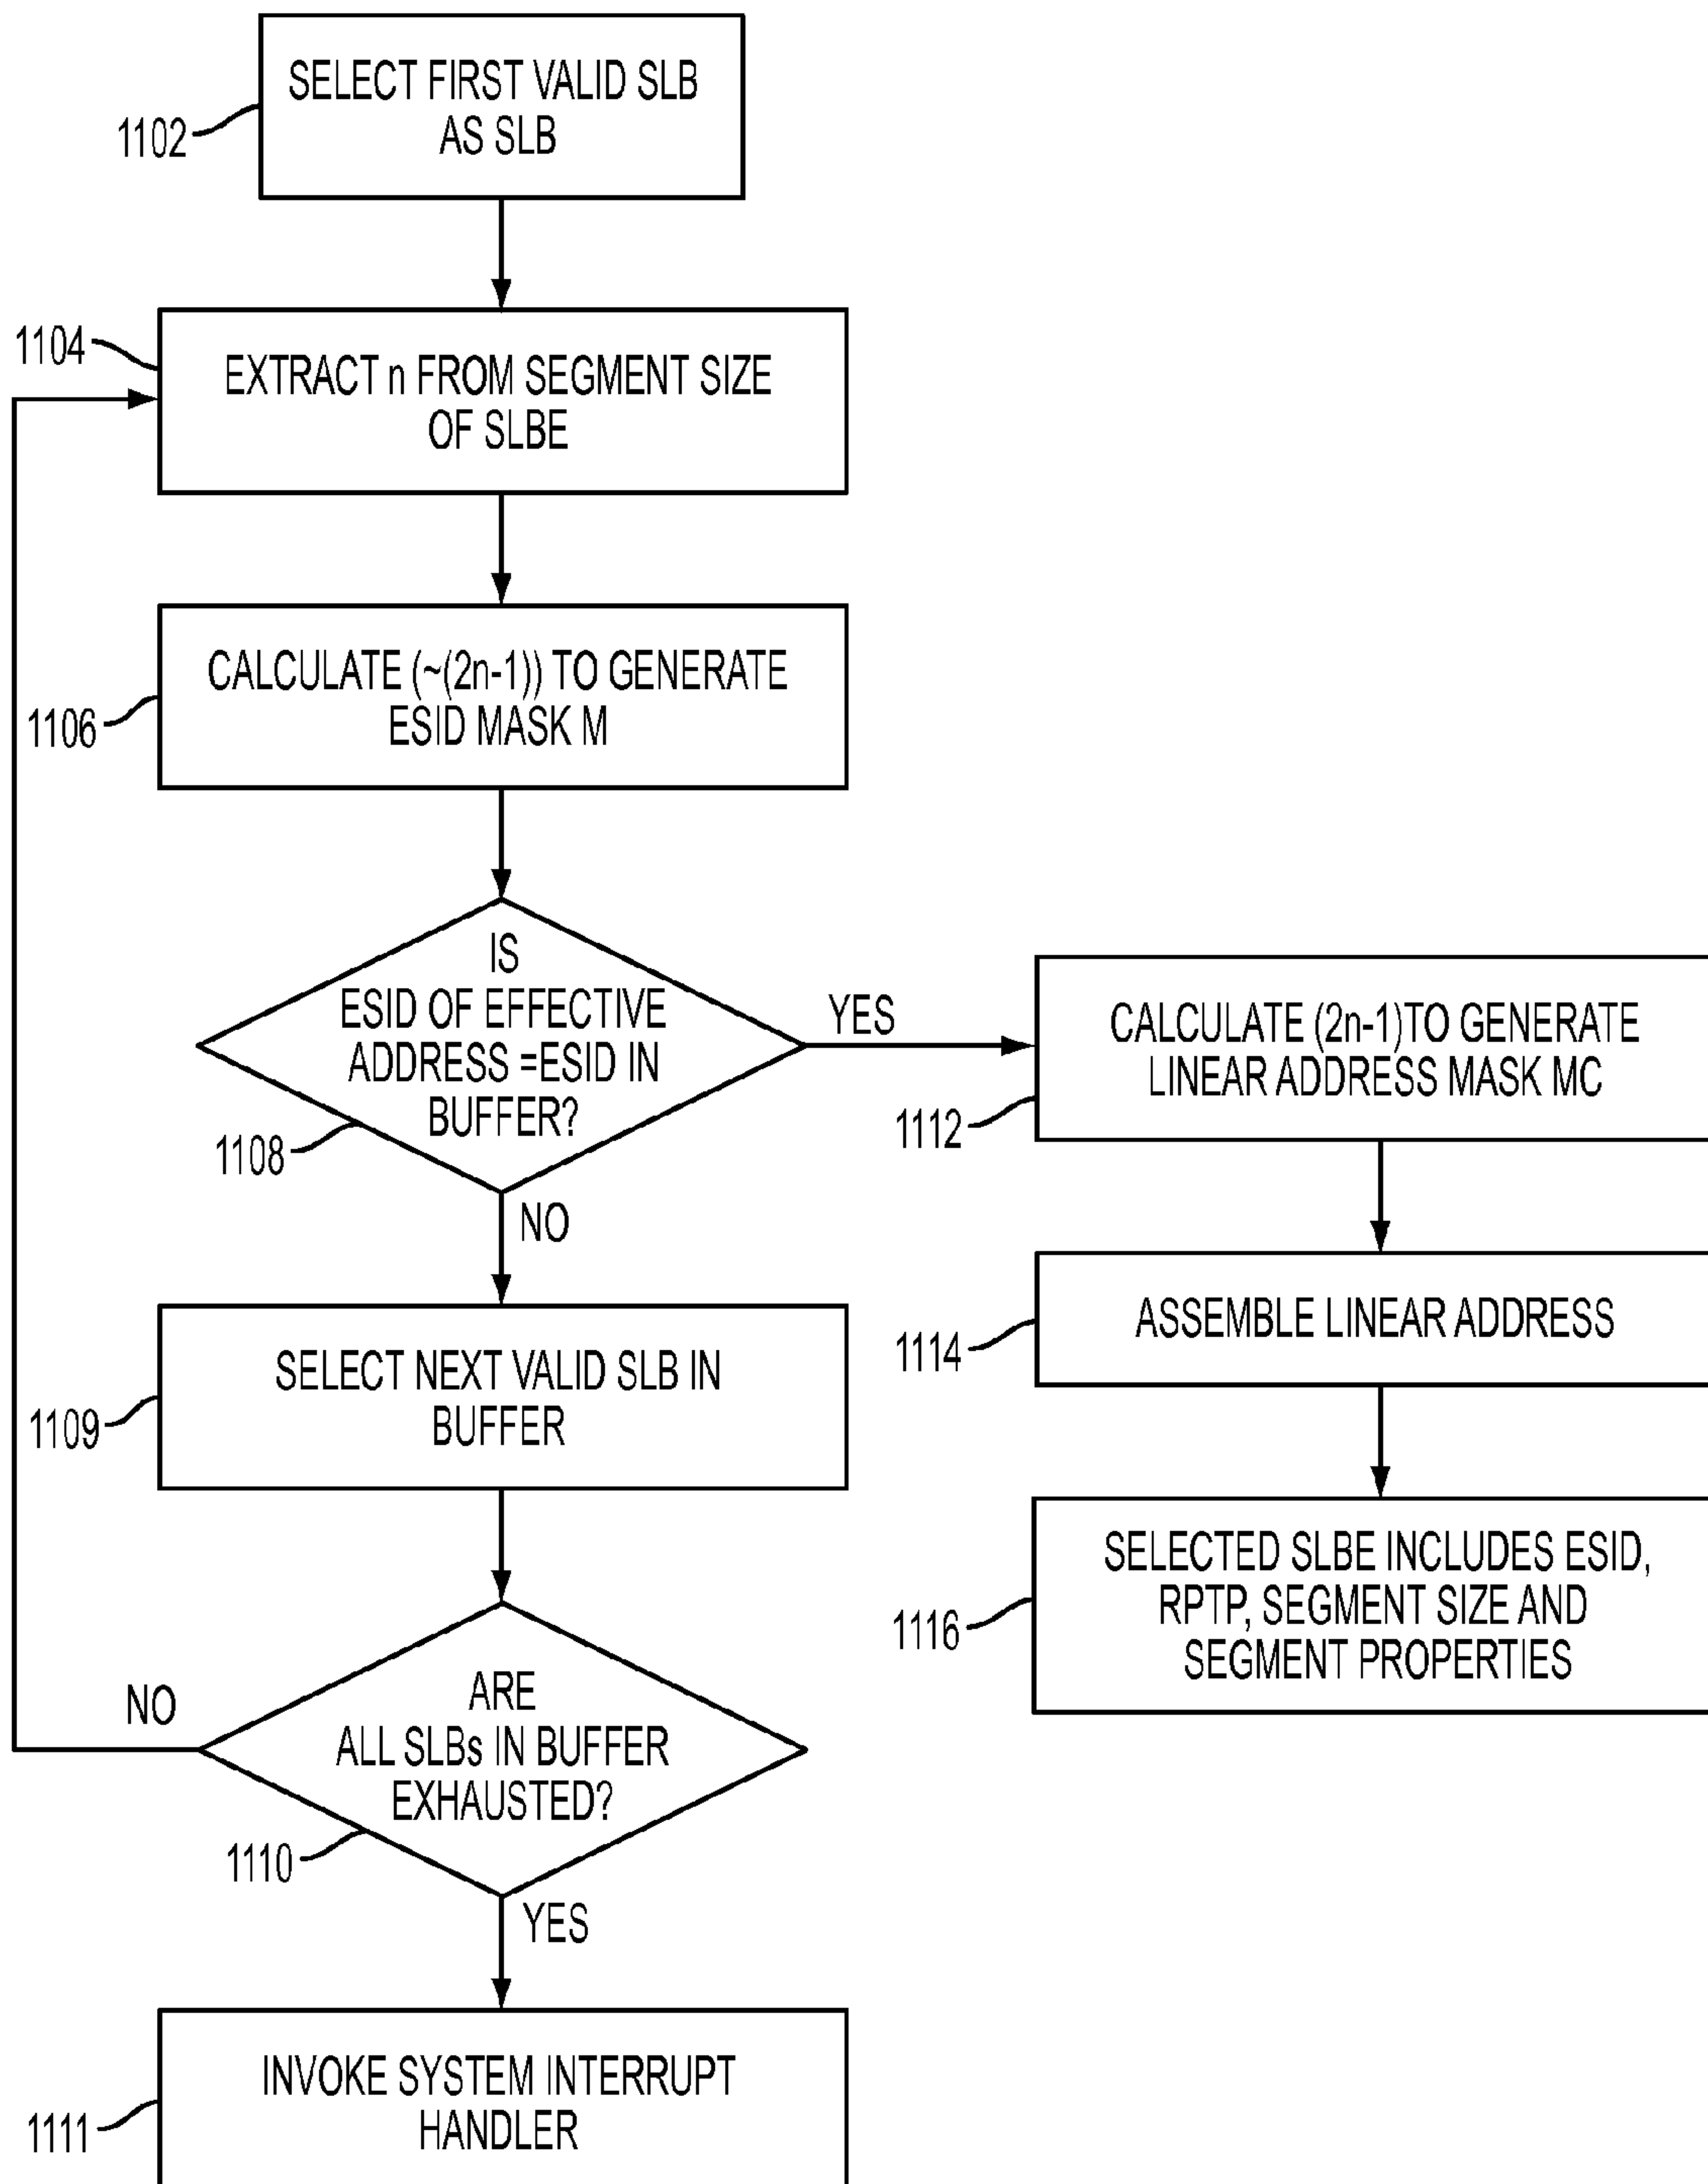 SELECT FIRST VALID SLB
AS SLB
1102
1104
EXTRACT n FROM SEGMENT SIZE
OF SLBE
CALCULATE (~(2n-1)) TO GENERATE
ESID MASK M
1106
IS
ESID OF EFFECTIVE
ADDRESS =ESID IN
BUFFER?
1108
YES
NO
CALCULATE (2n-1)TO GENERATE
LINEAR ADDRESS MASK MC
1112
ASSEMBLE LINEAR ADDRESS
1114
SELECTED SLBE INCLUDES ESID,
RPTP, SEGMENT SIZE AND
SEGMENT PROPERTIES
1116
SELECT NEXT VALID SLB IN
BUFFER
1109
NO
ARE
ALL SLBs IN BUFFER
EXHAUSTED?
1110
YES
INVOKE SYSTEM INTERRUPT
HANDLER
1111